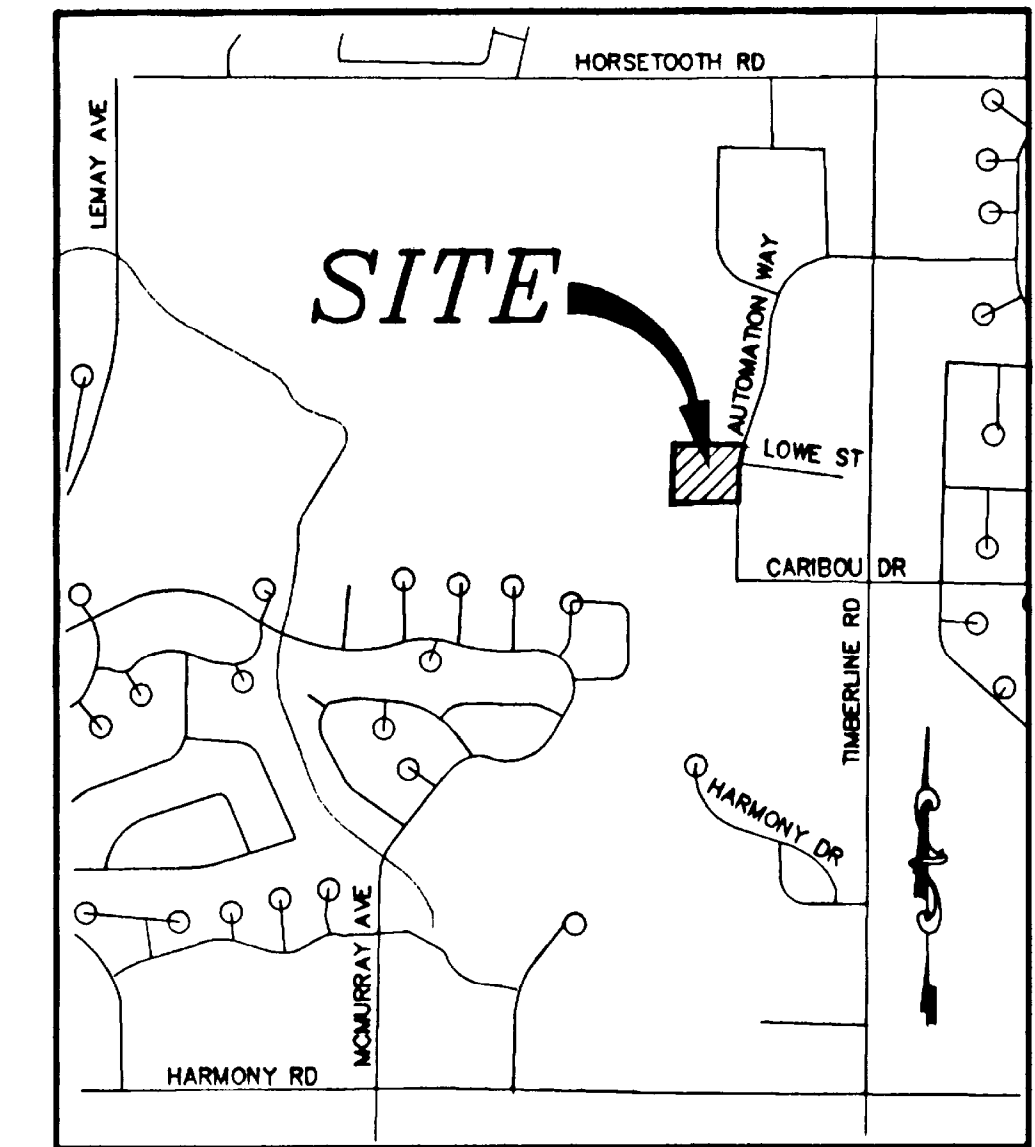 HORSETOOTH RD
LEMAY AVE
SITE
AUTOMATION WAY
LOWE ST
CARIBOU DR
TIMBERLINE RD
HARMONY DR
MCMURRAY AVE
HARMONY RD